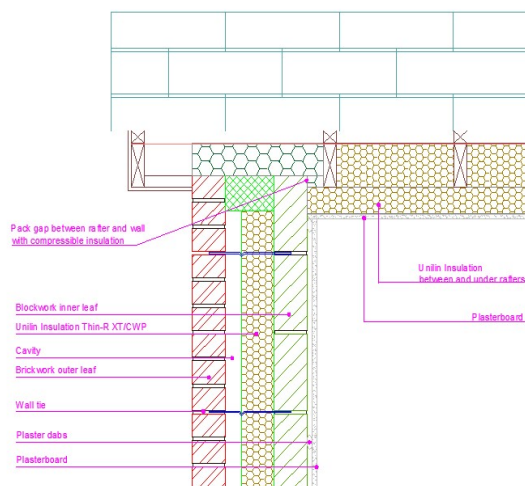 Pack gap between rafter and wall
with compressible insulation
Unilin Insulation
between and under rafters
Plasterboard
Blockwork inner leaf
Unilin Insulation Thin-R XT/CWP
Cavity
Brickwork outer leaf
Wall tie
Plaster dabs
Plasterboard